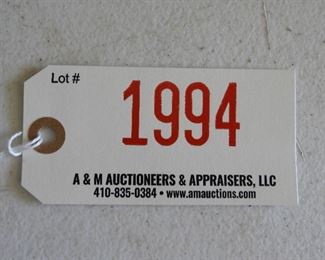 Lot #
1994
A & M AUCTIONEERS & APPRAISERS, LLC
410-835-0384 • www.amauctions.com